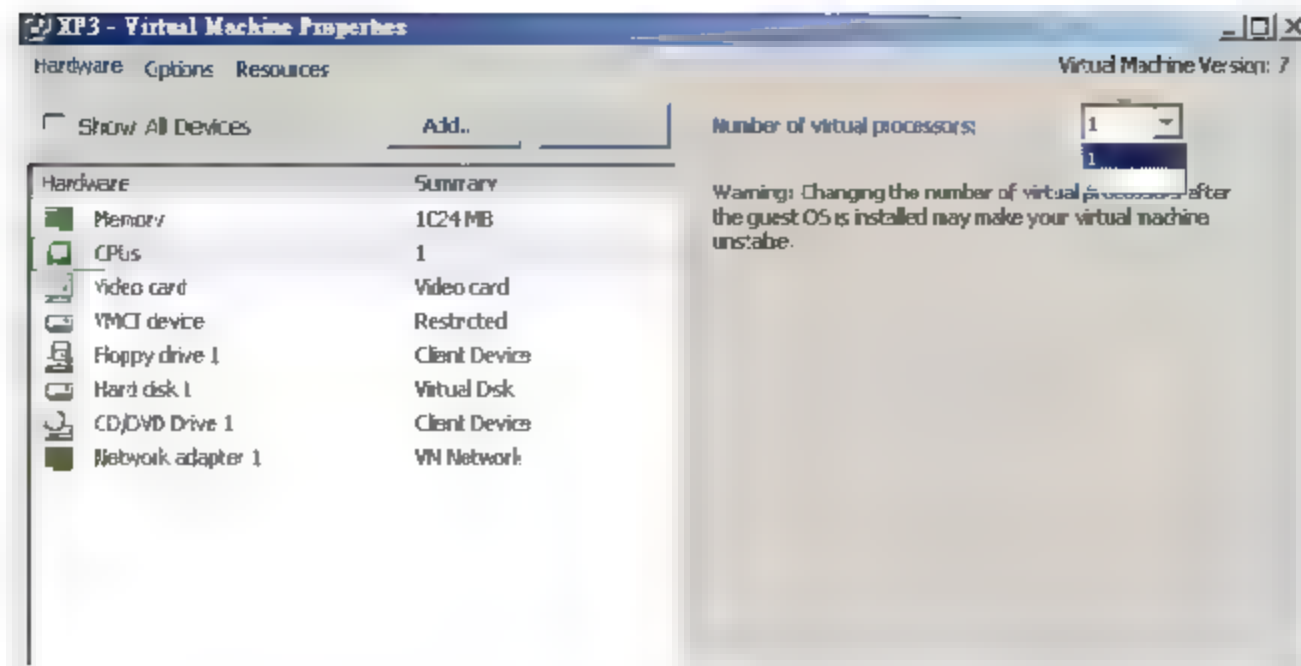 XP3 - Virtual Machine Properties
Hardware Options Resources
Virtual Machine Version: 7
Show All Devices
Add..
Number of virtual processors:
1
1
Hardware Summary
Memory 1024 MB
CPUs 1
Video card Video card
VMCI device Restricted
Floppy drive 1 Client Device
Hard disk 1 Virtual Disk
CD/DVD Drive 1 Client Device
Network adapter 1 VM Network
Warning: Changing the number of virtual after
the guest OS is installed may make your virtual machine
unstable.